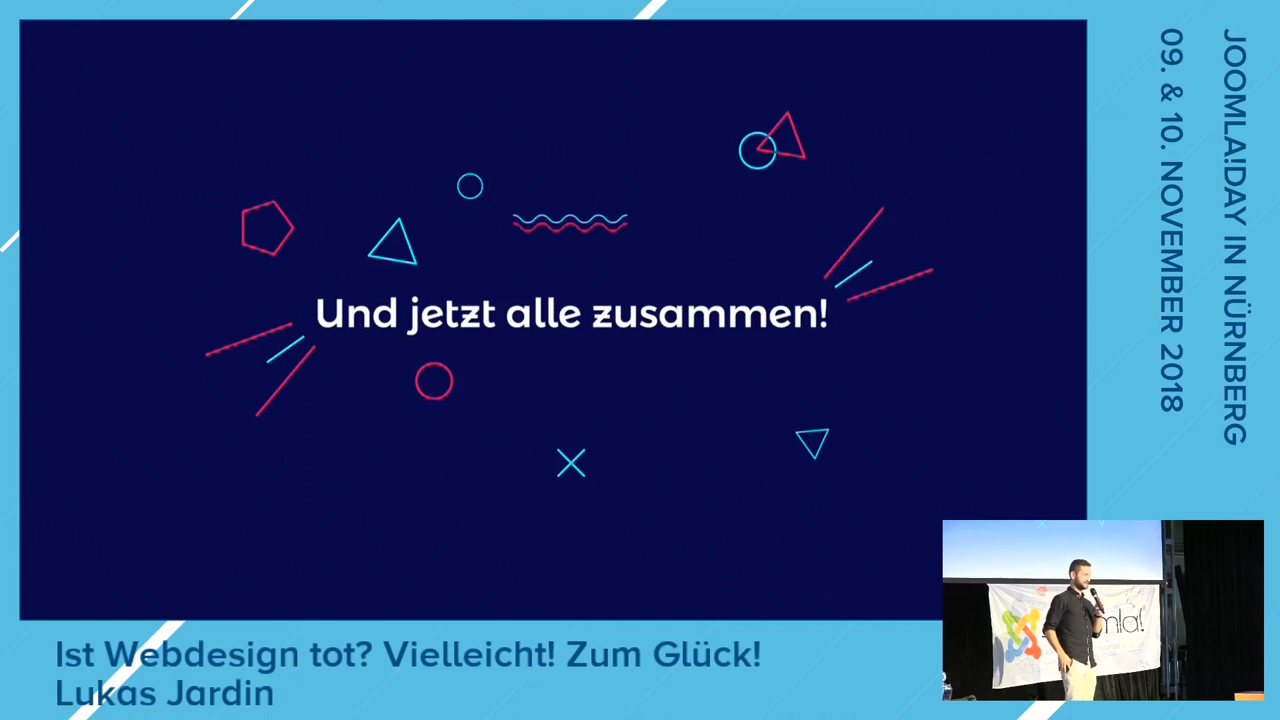 Und jetzt alle zusammen!
JOOMLA!DAY IN NÜRNBERG
09. & 10. NOVEMBER 2018
Ist Webdesign tot? Vielleicht! Zum Glück!
Lukas Jardin